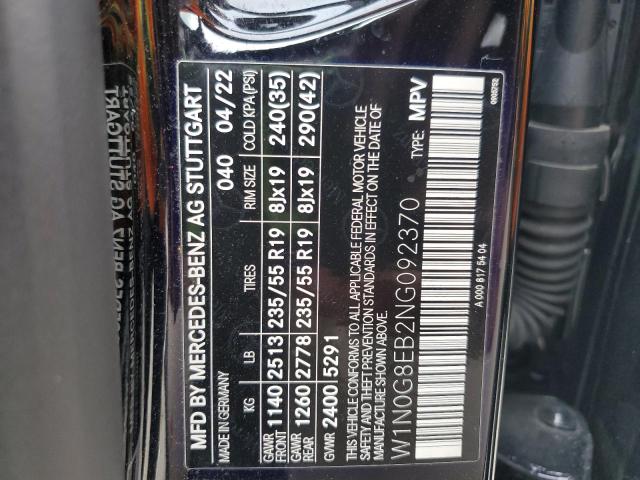 MFD BY MERCEDES-BENZ AG STUTTGART
MADE IN GERMANY 040 04/22
KG LB TIRES RIM SIZE COLD KPA(PSI)
GAWR FRONT 1140 2513 235/55 R19 8Jx19 240(35)
GAWR REAR 1260 2778 235/55 R19 8Jx19 290(42)
GVWR 2400 5291
THIS VEHICLE CONFORMS TO ALL APPLICABLE FEDERAL MOTOR VEHICLE
SAFETY AND THEFT PREVENTION STANDARDS IN EFFECT ON THE DATE OF
MANUFACTURE SHOWN ABOVE.
TYPE: MPV
W1N0G8EB2NG092370
A 000 817 54 04